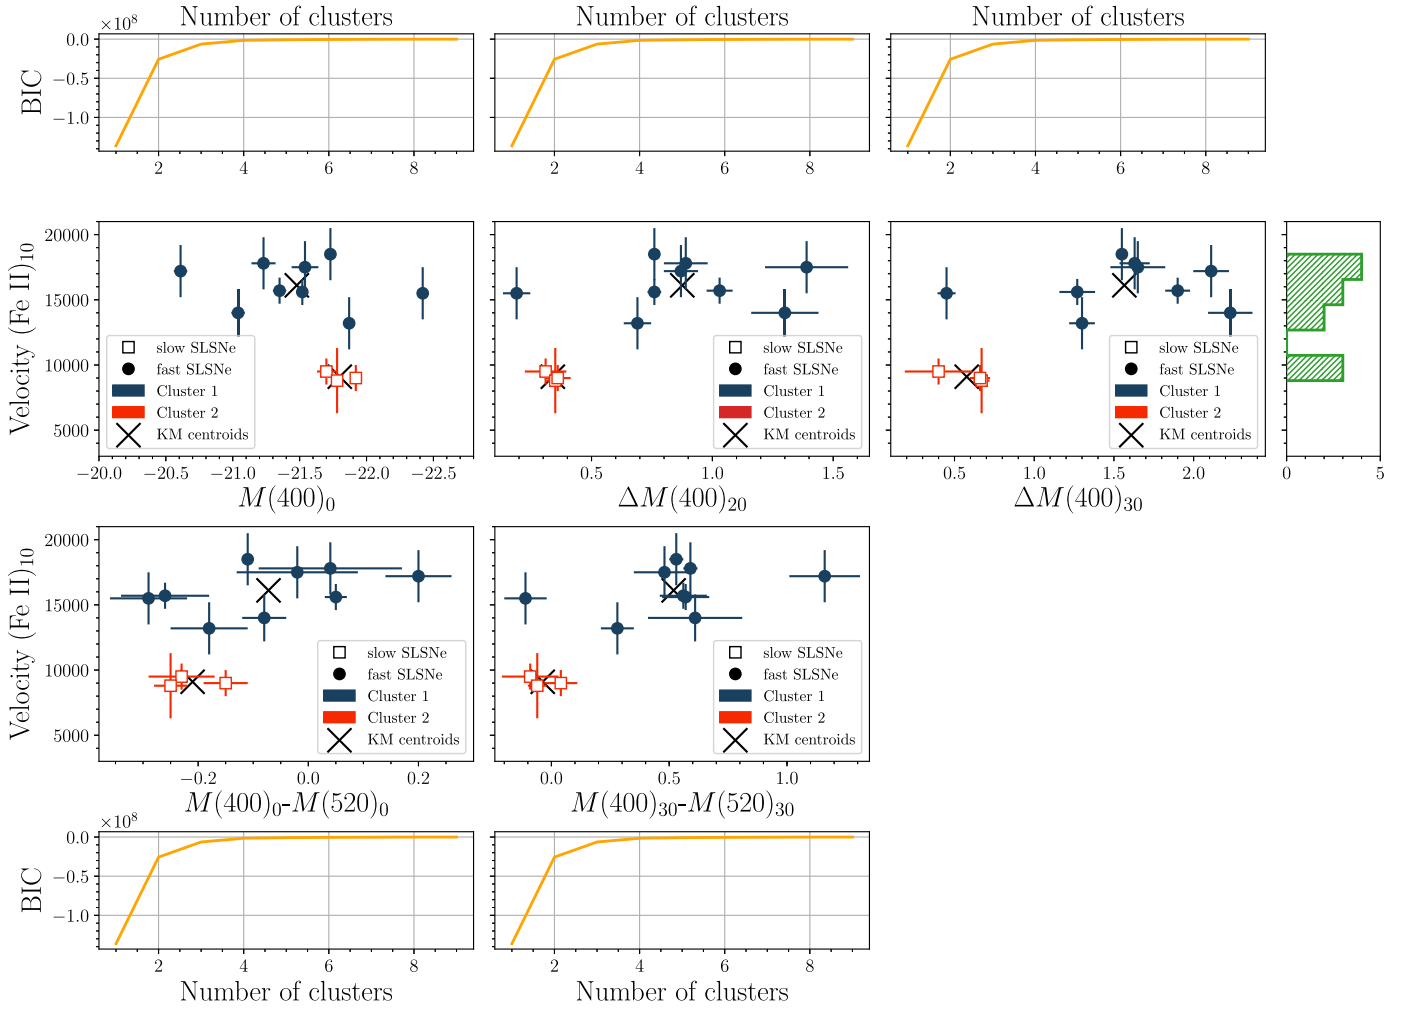 Number of clusters Number of clusters Number of clusters
×10⁸
0.0
−0.5
−1.0
BIC
2 4 6 8 2 4 6 8 2 4 6 8
20000
15000
10000
5000
Velocity (Fe II)₁₀
slow SLSNe
fast SLSNe
Cluster 1
Cluster 2
KM centroids
slow SLSNe
fast SLSNe
Cluster 1
Cluster 2
KM centroids
slow SLSNe
fast SLSNe
Cluster 1
Cluster 2
KM centroids
−20.0 −20.5 −21.0 −21.5 −22.0 −22.5 0.5 1.0 1.5 0.5 1.0 1.5 2.0 0 5
M(400)₀ ΔM(400)₂₀ ΔM(400)₃₀
20000
15000
10000
5000
Velocity (Fe II)₁₀
slow SLSNe
fast SLSNe
Cluster 1
Cluster 2
KM centroids
slow SLSNe
fast SLSNe
Cluster 1
Cluster 2
KM centroids
−0.2 0.0 0.2 0.0 0.5 1.0
M(400)₀-M(520)₀ M(400)₃₀-M(520)₃₀
×10⁸
0.0
−0.5
−1.0
BIC
2 4 6 8 2 4 6 8
Number of clusters Number of clusters